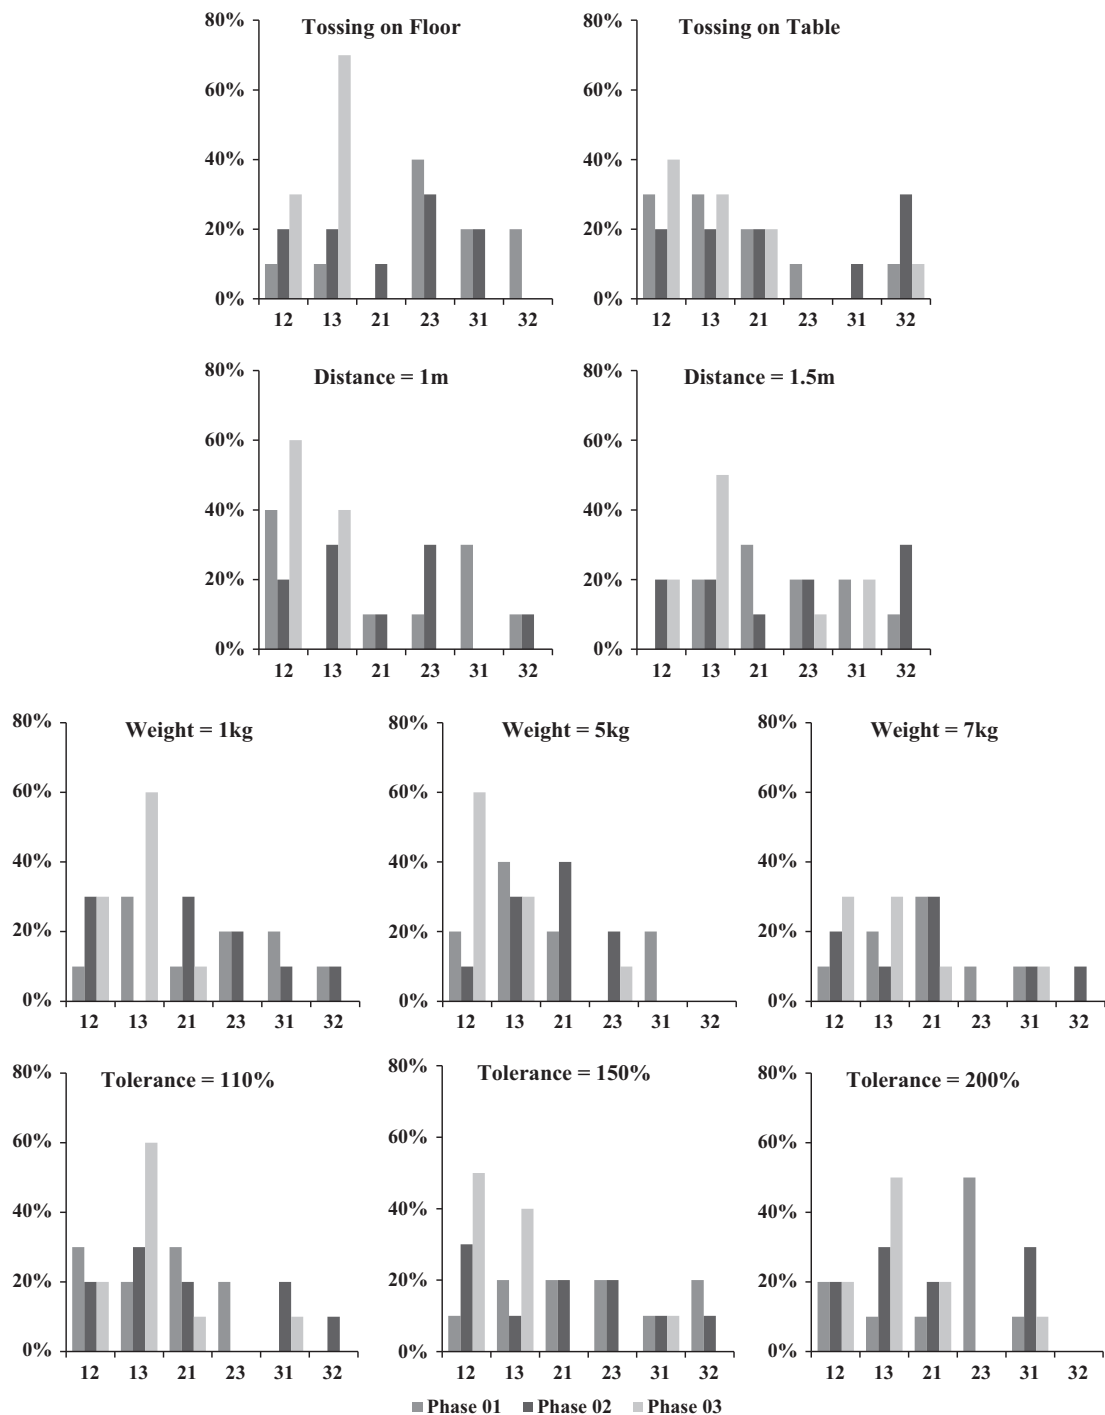 Tossing on Floor
80%
60%
40%
20%
0%
12 13 21 23 31 32
Tossing on Table
80%
60%
40%
20%
0%
12 13 21 23 31 32
Distance = 1m
80%
60%
40%
20%
0%
12 13 21 23 31 32
Distance = 1.5m
80%
60%
40%
20%
0%
12 13 21 23 31 32
Weight = 1kg
80%
60%
40%
20%
0%
12 13 21 23 31 32
Weight = 5kg
80%
60%
40%
20%
0%
12 13 21 23 31 32
Weight = 7kg
80%
60%
40%
20%
0%
12 13 21 23 31 32
Tolerance = 110%
80%
60%
40%
20%
0%
12 13 21 23 31 32
Tolerance = 150%
80%
60%
40%
20%
0%
12 13 21 23 31 32
Tolerance = 200%
80%
60%
40%
20%
0%
12 13 21 23 31 32
Phase 01 Phase 02 Phase 03